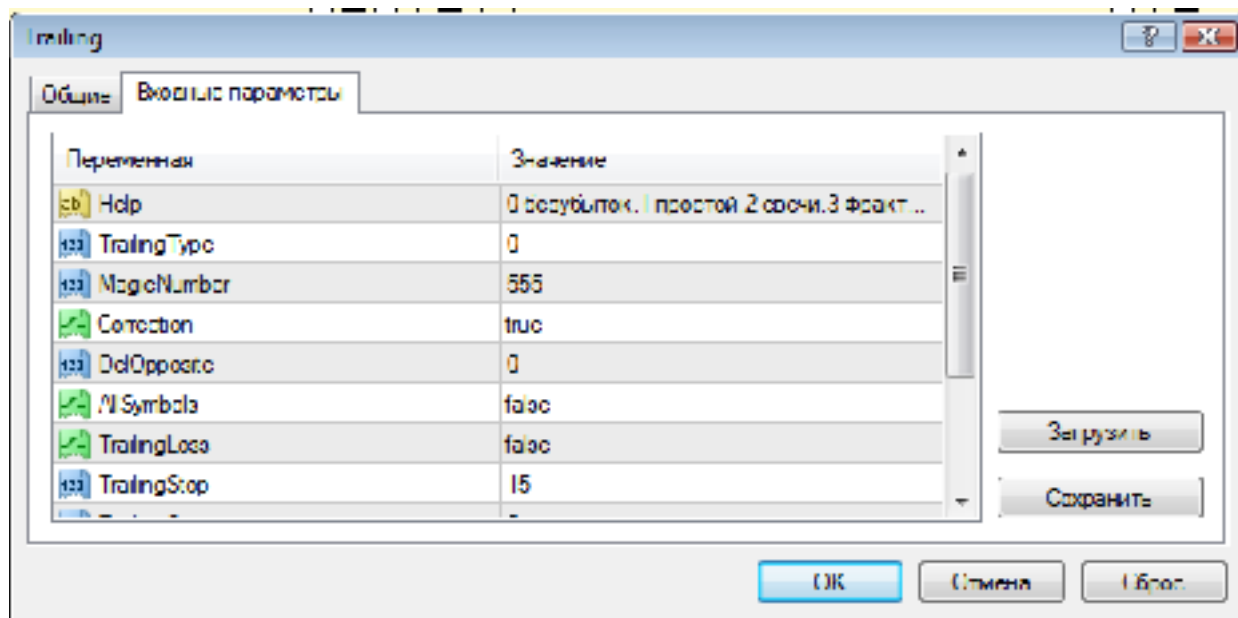 Trailing
Общие Входные параметры
Переменная Значение
Help 0 безубыток. 1 простой 2 свечи.3 Фракт...
TrailingType 0
MagicNumber 555
Correction true
DelOpposite 0
AllSymbols false
TrailingLoss false
TrailingStop 15
Загрузить
Сохранить
OK Отмена Сброс